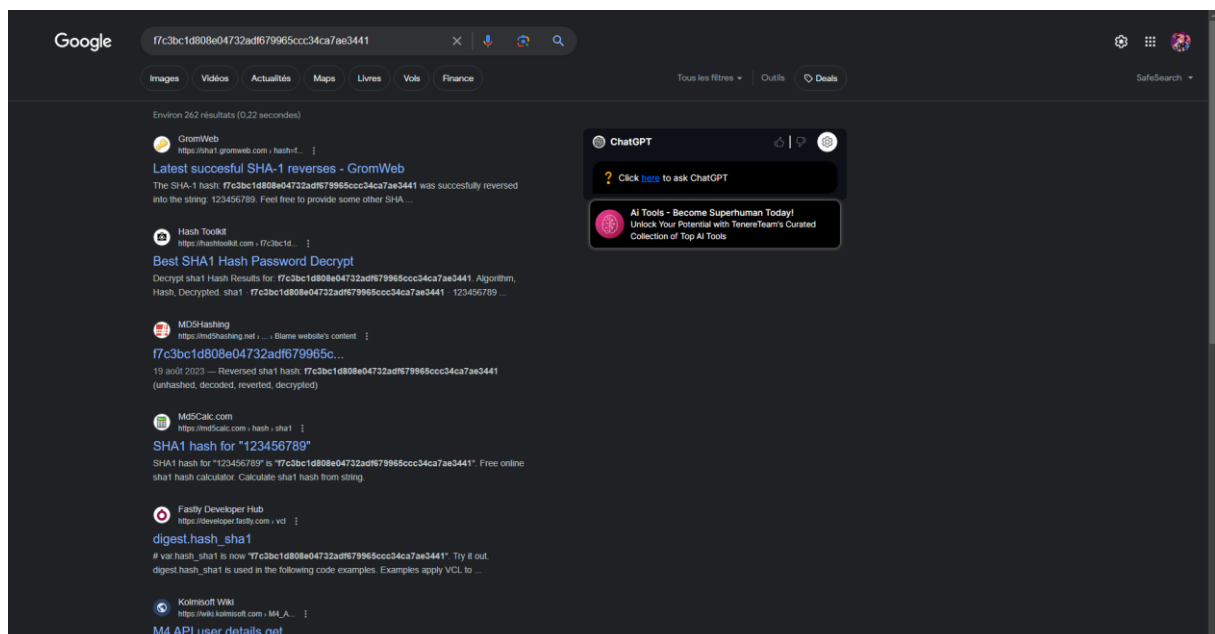 Google
f7c3bc1d808e04732adf679965ccc34ca7ae3441
Images Vidéos Actualités Maps Livres Vols Finance
Tous les filtres Outils Deals
SafeSearch
Environ 262 résultats (0,22 secondes)
GromWeb
https://sha1.gromweb.com › hash=f...
Latest succesful SHA-1 reverses - GromWeb
The SHA-1 hash: f7c3bc1d808e04732adf679965ccc34ca7ae3441 was succesfully reversed
into the string: 123456789. Feel free to provide some other SHA ...
Hash Toolkit
https://hashtoolkit.com › f7c3bc1d...
Best SHA1 Hash Password Decrypt
Decrypt sha1 Hash Results for: f7c3bc1d808e04732adf679965ccc34ca7ae3441. Algorithm,
Hash, Decrypted. sha1 · f7c3bc1d808e04732adf679965ccc34ca7ae3441 · 123456789 ...
MD5Hashing
https://md5hashing.net › ... › Blame website's content
f7c3bc1d808e04732adf679965c...
19 août 2023 — Reversed sha1 hash: f7c3bc1d808e04732adf679965ccc34ca7ae3441
(unhashed, decoded, reverted, decrypted)
Md5Calc.com
https://md5calc.com › hash › sha1
SHA1 hash for "123456789"
SHA1 hash for "123456789" is "f7c3bc1d808e04732adf679965ccc34ca7ae3441". Free online
sha1 hash calculator. Calculate sha1 hash from string.
Fastly Developer Hub
https://developer.fastly.com › vcl
digest.hash_sha1
# var.hash_sha1 is now "f7c3bc1d808e04732adf679965ccc34ca7ae3441". Try it out.
digest.hash_sha1 is used in the following code examples. Examples apply VCL to ...
Kolmisoft Wiki
https://wiki.kolmisoft.com › M4_A...
M4 API user details get
ChatGPT
? Click here to ask ChatGPT
Ai Tools - Become Superhuman Today!
Unlock Your Potential with TenereTeam's Curated
Collection of Top AI Tools